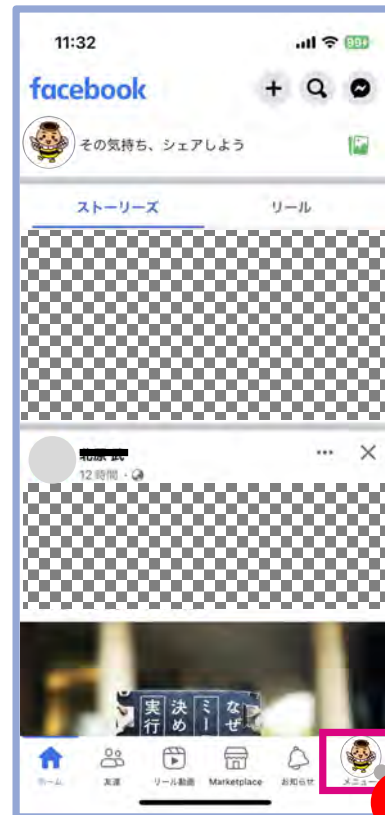 11:32
99+
facebook
その気持ち、シェアしよう
ストーリーズ
リール
12時間
なぜ
ミー
決め
実行
ホーム
友達
リール動画
Marketplace
お知らせ
メニュー